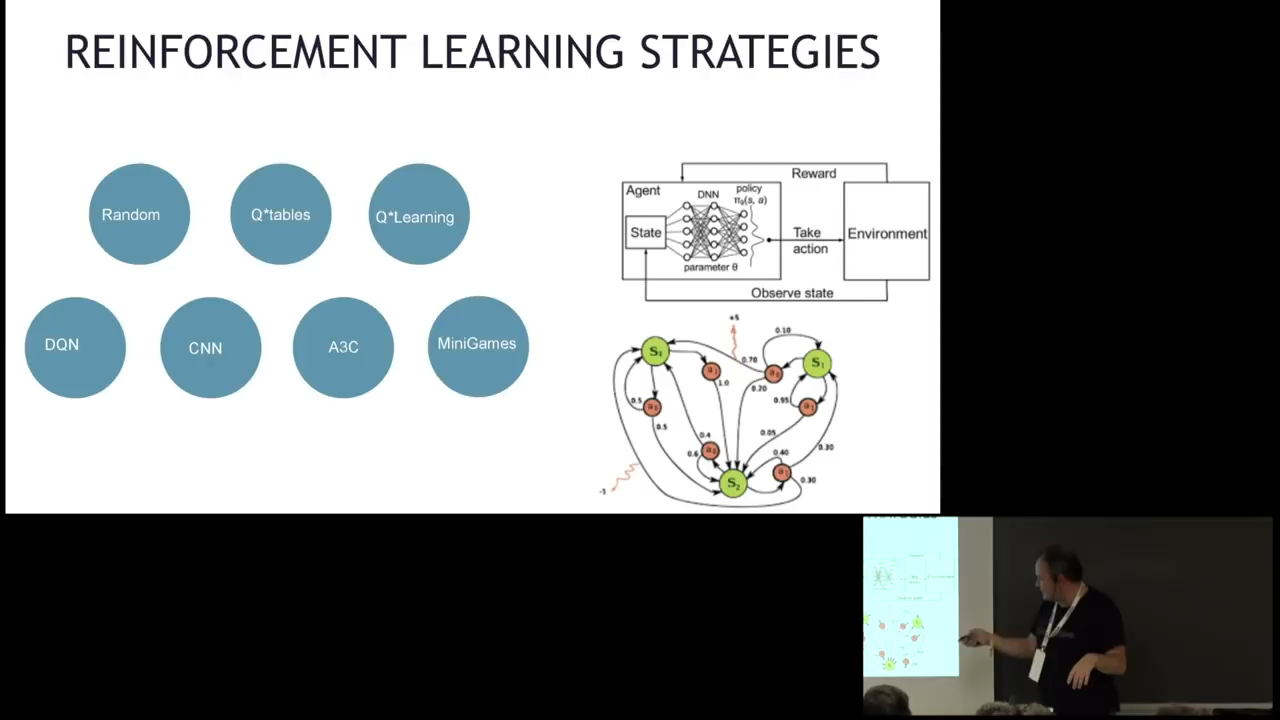 REINFORCEMENT LEARNING STRATEGIES
Random
Q*tables
Q*Learning
DQN
CNN
A3C
MiniGames
Reward
Agent
DNN
policy
πθ(s, a)
State
Take
action
Environment
parameter θ
Observe state
+5
0.10
0.70
1.0
0.20
0.5
0.95
0.5
0.4
0.05
0.6
0.40
0.30
0.30
-1
S₁
S₂